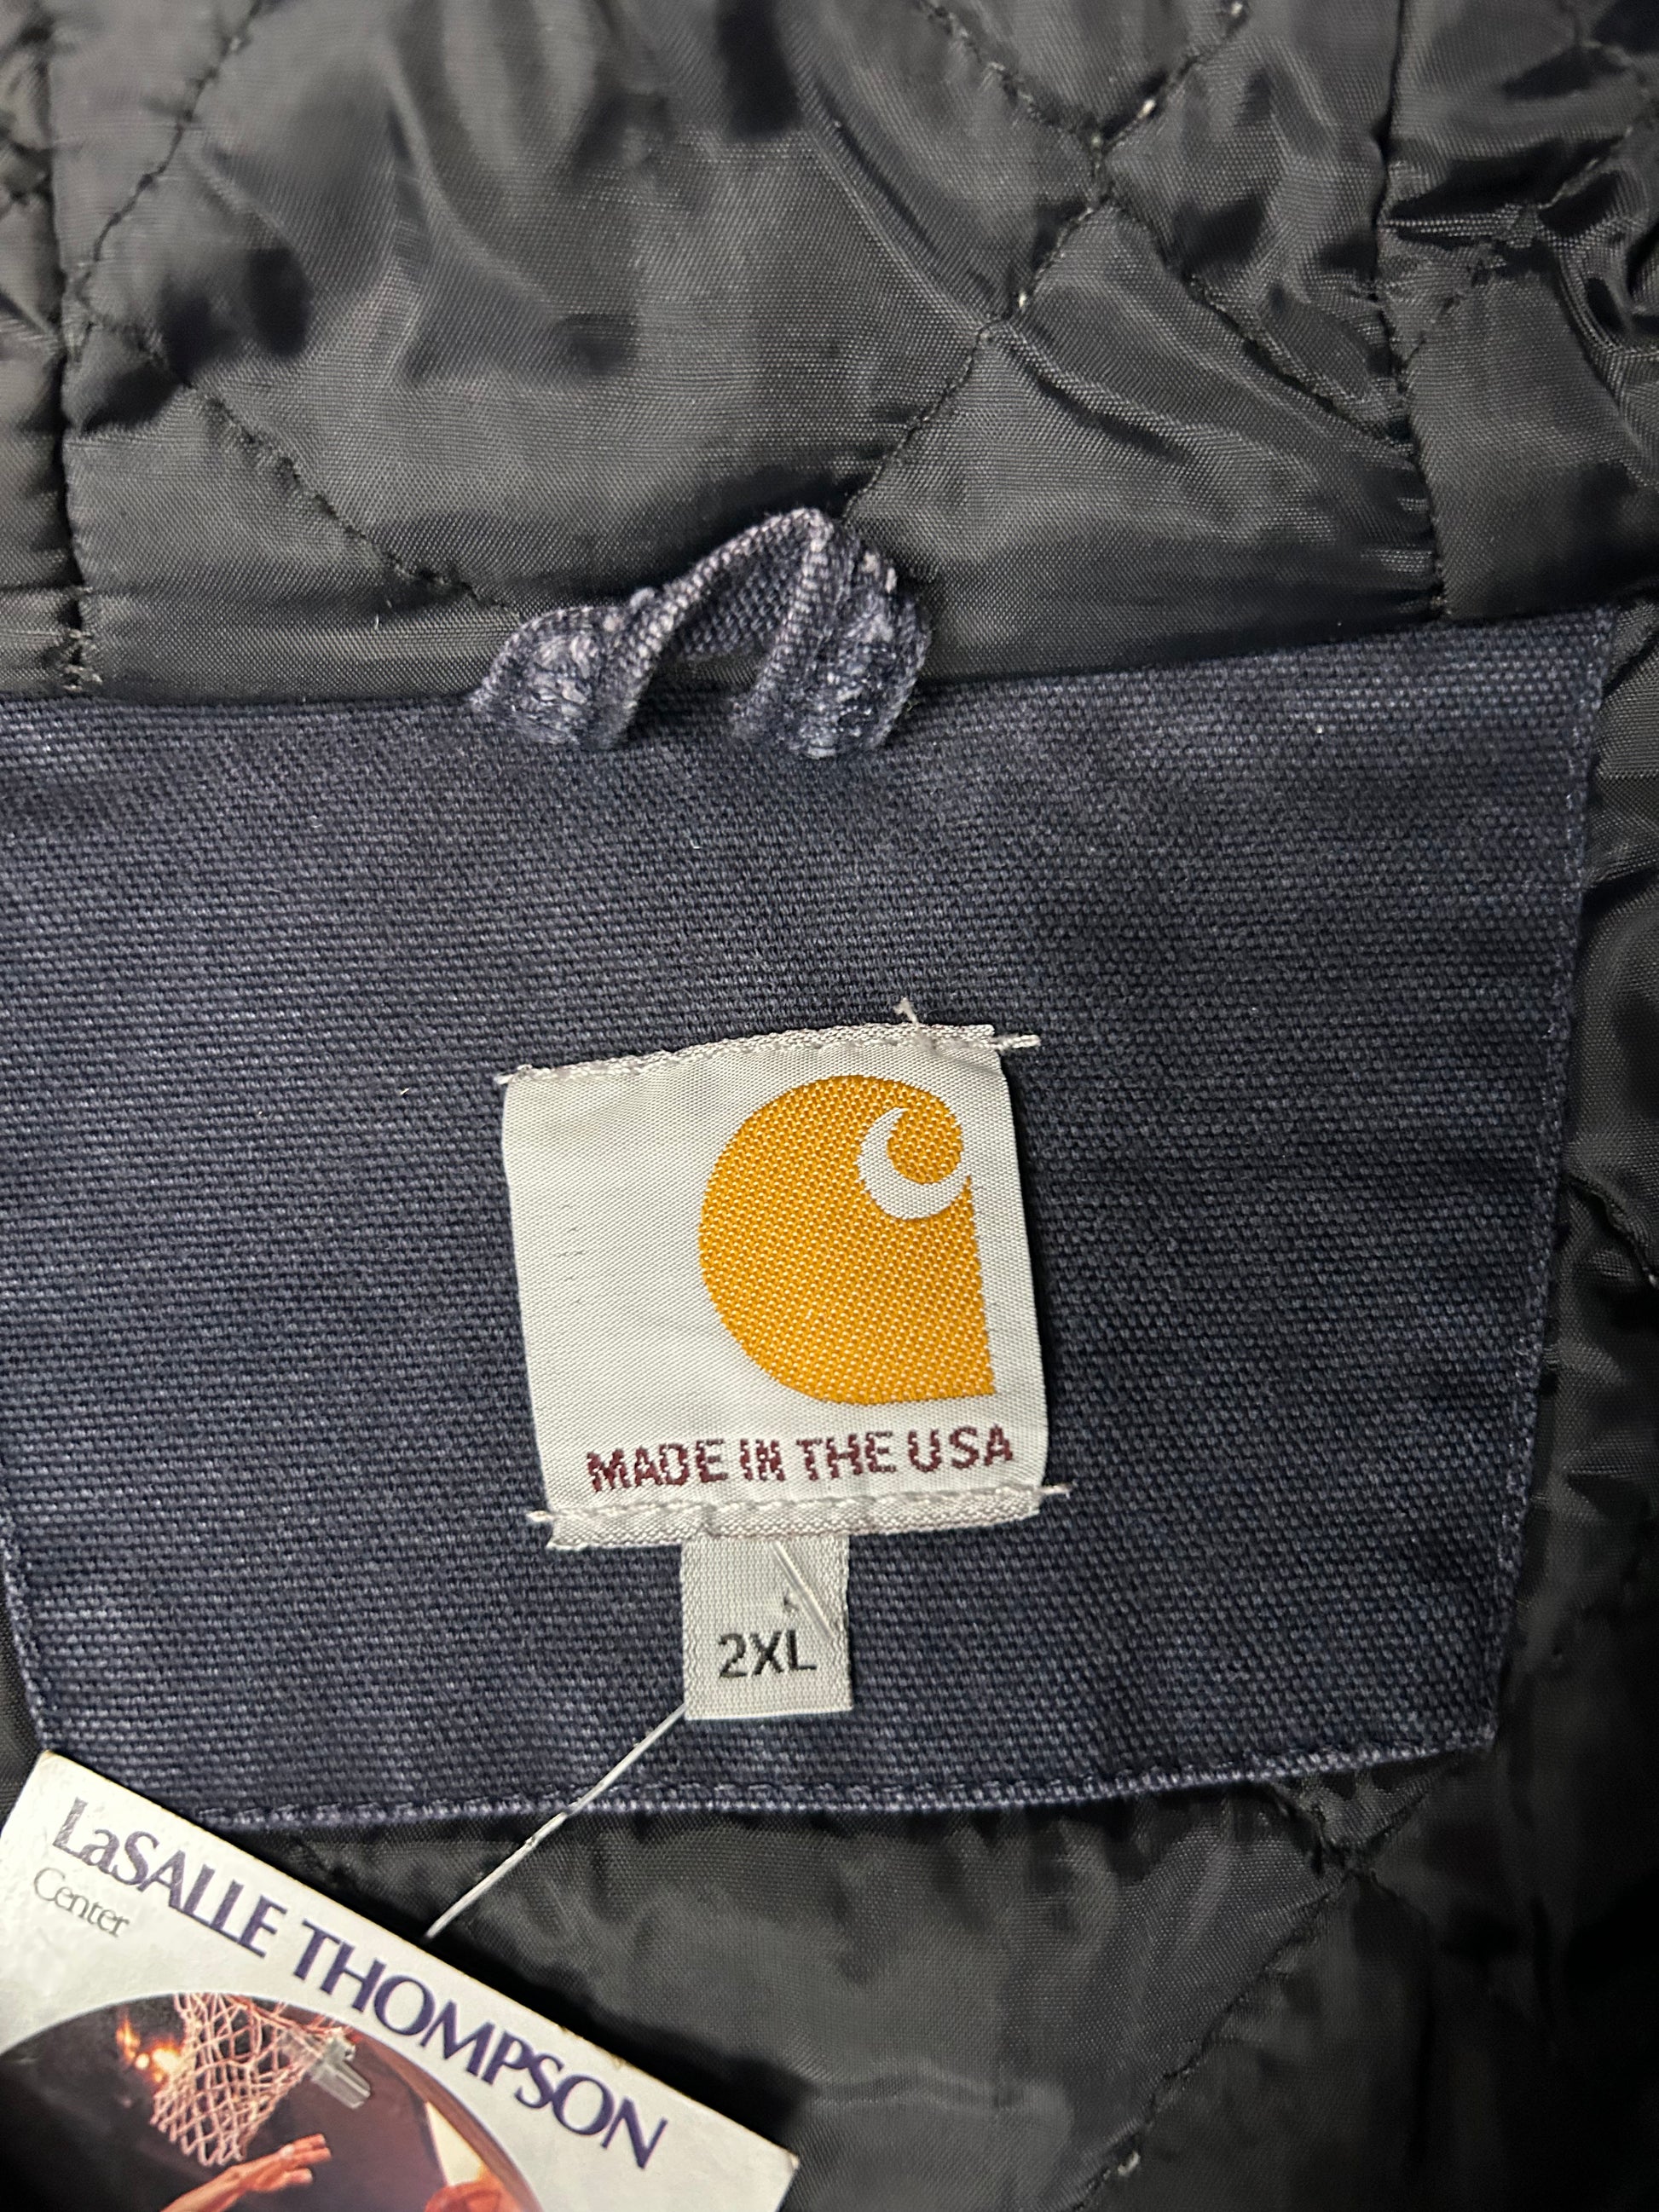 MADE IN THE USA
2XL
LaSALLE THOMPSON
Center